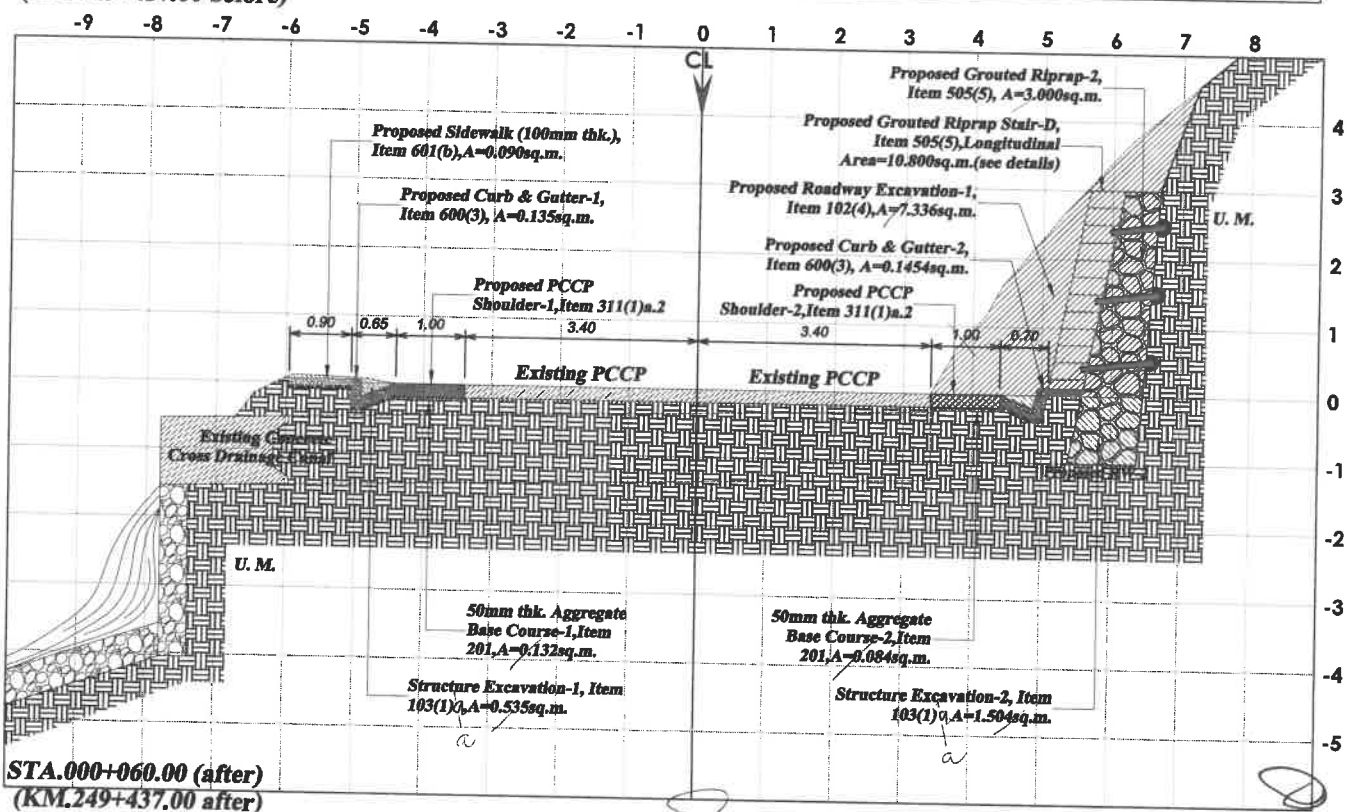 -9 -8 -7 -6 -5 -4 -3 -2 -1 0 1 2 3 4 5 6 7 8
CL
Proposed Grouted Riprap-2,
Item 505(5), A=3.000sq.m.
Proposed Sidewalk (100mm thk.),
Item 601(b),A=0.090sq.m.
Proposed Grouted Riprap Stair-D,
Item 505(5),Longitudinal
Area=10.800sq.m.(see details)
Proposed Curb & Gutter-1,
Item 600(3), A=0.135sq.m.
Proposed Roadway Excavation-1,
Item 102(4),A=7.336sq.m.
Proposed Curb & Gutter-2,
Item 600(3), A=0.1454sq.m.
Proposed PCCP
Shoulder-1,Item 311(1)a.2
Proposed PCCP
Shoulder-2,Item 311(1)a.2
U. M.
4
3
2
1
0
-1
-2
-3
-4
-5
0.90 0.65 1.00 3.40 3.40 1.00 0.70
Existing PCCP Existing PCCP
Existing Concrete
Cross Drainage Canal
Proposed
U. M.
50mm thk. Aggregate
Base Course-1,Item
201,A=0.132sq.m.
50mm thk. Aggregate
Base Course-2,Item
201,A=0.084sq.m.
Structure Excavation-1, Item
103(1)a,A=0.535sq.m.
a
Structure Excavation-2, Item
103(1)a,A=1.504sq.m.
a
STA.000+060.00 (after)
(KM.249+437.00 after)